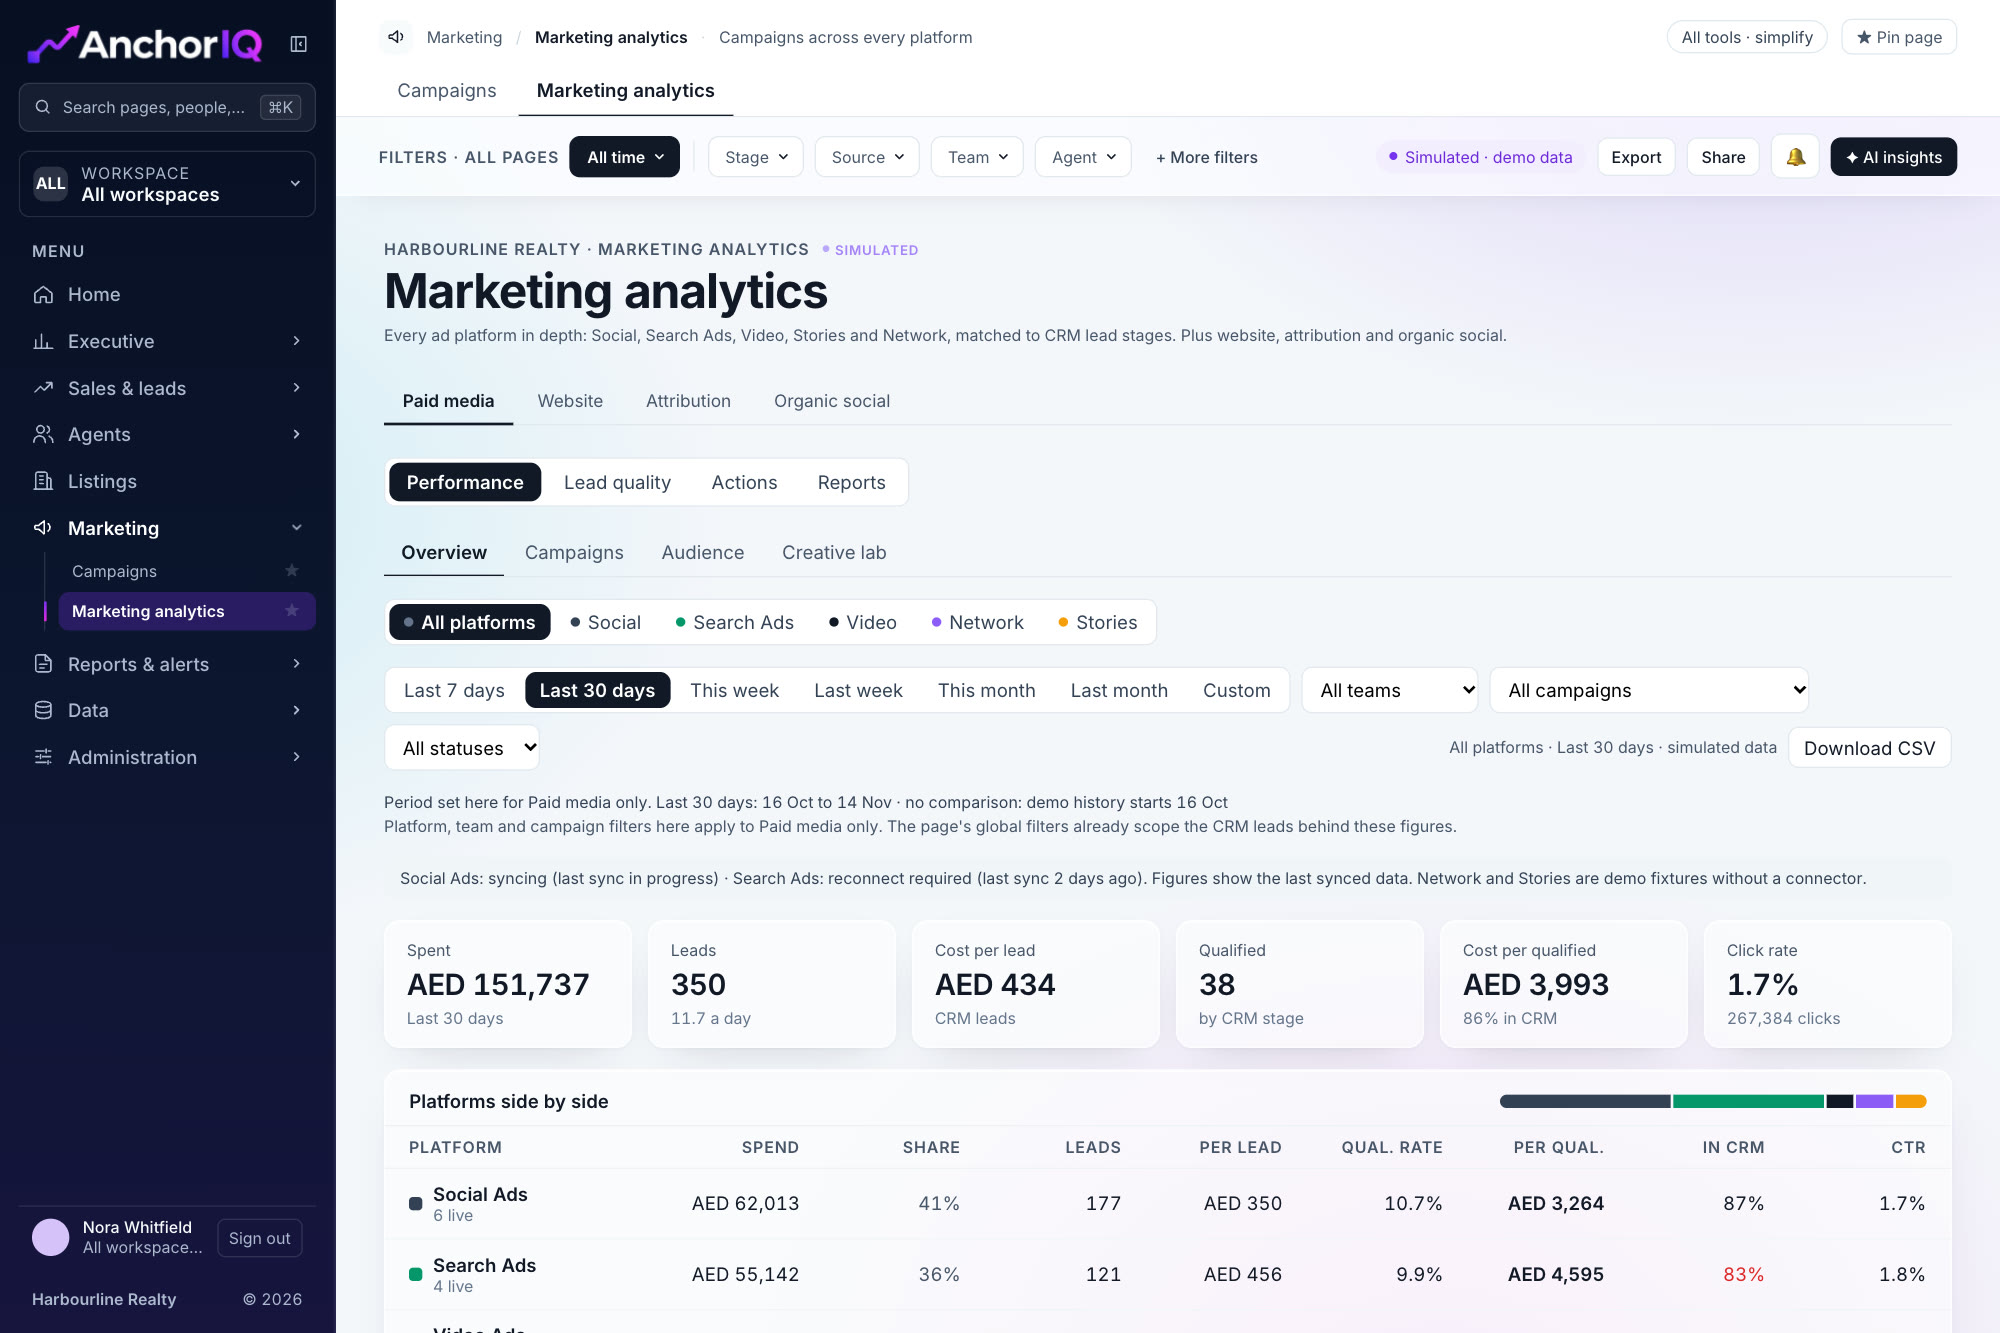 AnchorIQ
Search pages, people,... ⌘K
ALL
WORKSPACE
All workspaces
MENU
Home
Executive
Sales & leads
Agents
Listings
Marketing
Campaigns
Marketing analytics
Reports & alerts
Data
Administration
Nora Whitfield
All workspace...
Sign out
Harbourline Realty © 2026
Marketing / Marketing analytics · Campaigns across every platform
All tools · simplify
★ Pin page
Campaigns Marketing analytics
FILTERS · ALL PAGES All time Stage Source Team Agent + More filters
Simulated · demo data Export Share ✦ AI insights
HARBOURLINE REALTY · MARKETING ANALYTICS SIMULATED
Marketing analytics
Every ad platform in depth: Social, Search Ads, Video, Stories and Network, matched to CRM lead stages. Plus website, attribution and organic social.
Paid media Website Attribution Organic social
Performance Lead quality Actions Reports
Overview Campaigns Audience Creative lab
All platforms Social Search Ads Video Network Stories
Last 7 days Last 30 days This week Last week This month Last month Custom All teams All campaigns
All statuses All platforms · Last 30 days · simulated data Download CSV
Period set here for Paid media only. Last 30 days: 16 Oct to 14 Nov · no comparison: demo history starts 16 Oct
Platform, team and campaign filters here apply to Paid media only. The page's global filters already scope the CRM leads behind these figures.
Social Ads: syncing (last sync in progress) · Search Ads: reconnect required (last sync 2 days ago). Figures show the last synced data. Network and Stories are demo fixtures without a connector.
Spent
AED 151,737
Last 30 days
Leads
350
11.7 a day
Cost per lead
AED 434
CRM leads
Qualified
38
by CRM stage
Cost per qualified
AED 3,993
86% in CRM
Click rate
1.7%
267,384 clicks
Platforms side by side
PLATFORM SPEND SHARE LEADS PER LEAD QUAL. RATE PER QUAL. IN CRM CTR
Social Ads
6 live
AED 62,013 41% 177 AED 350 10.7% AED 3,264 87% 1.7%
Search Ads
4 live
AED 55,142 36% 121 AED 456 9.9% AED 4,595 83% 1.8%
Video Ads